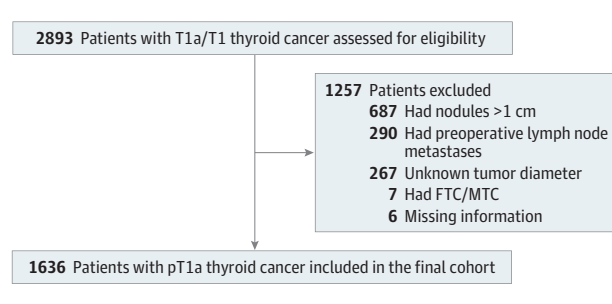 2893 Patients with T1a/T1 thyroid cancer assessed for eligibility
1257 Patients excluded
687 Had nodules >1 cm
290 Had preoperative lymph node
metastases
267 Unknown tumor diameter
7 Had FTC/MTC
6 Missing information
1636 Patients with pT1a thyroid cancer included in the final cohort